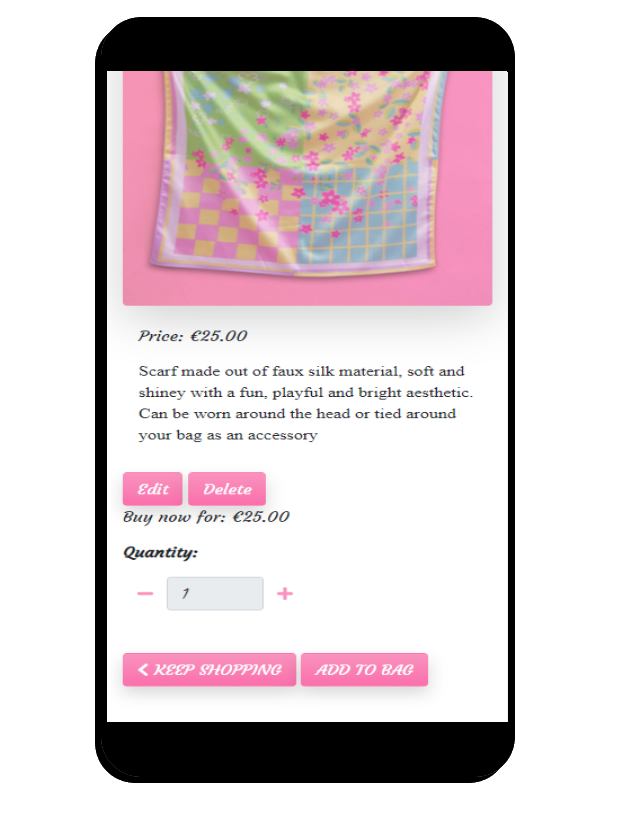 Price: €25.00
Scarf made out of faux silk material, soft and
shiney with a fun, playful and bright aesthetic.
Can be worn around the head or tied around
your bag as an accessory
Edit Delete
Buy now for: €25.00
Quantity:
1
KEEP SHOPPING ADD TO BAG